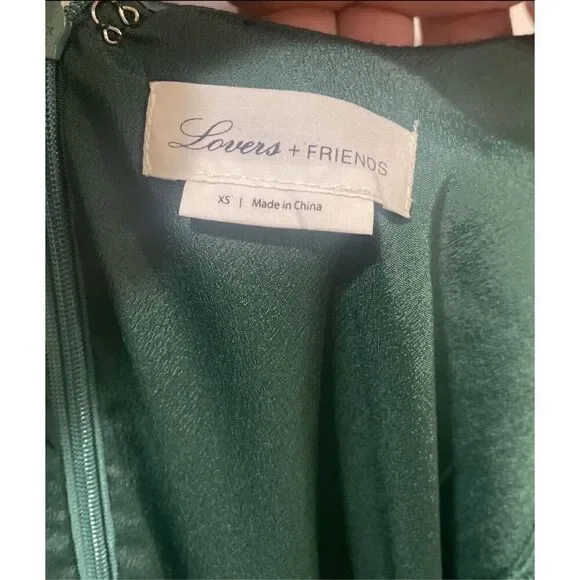 Lovers + FRIENDS
XS | Made in China